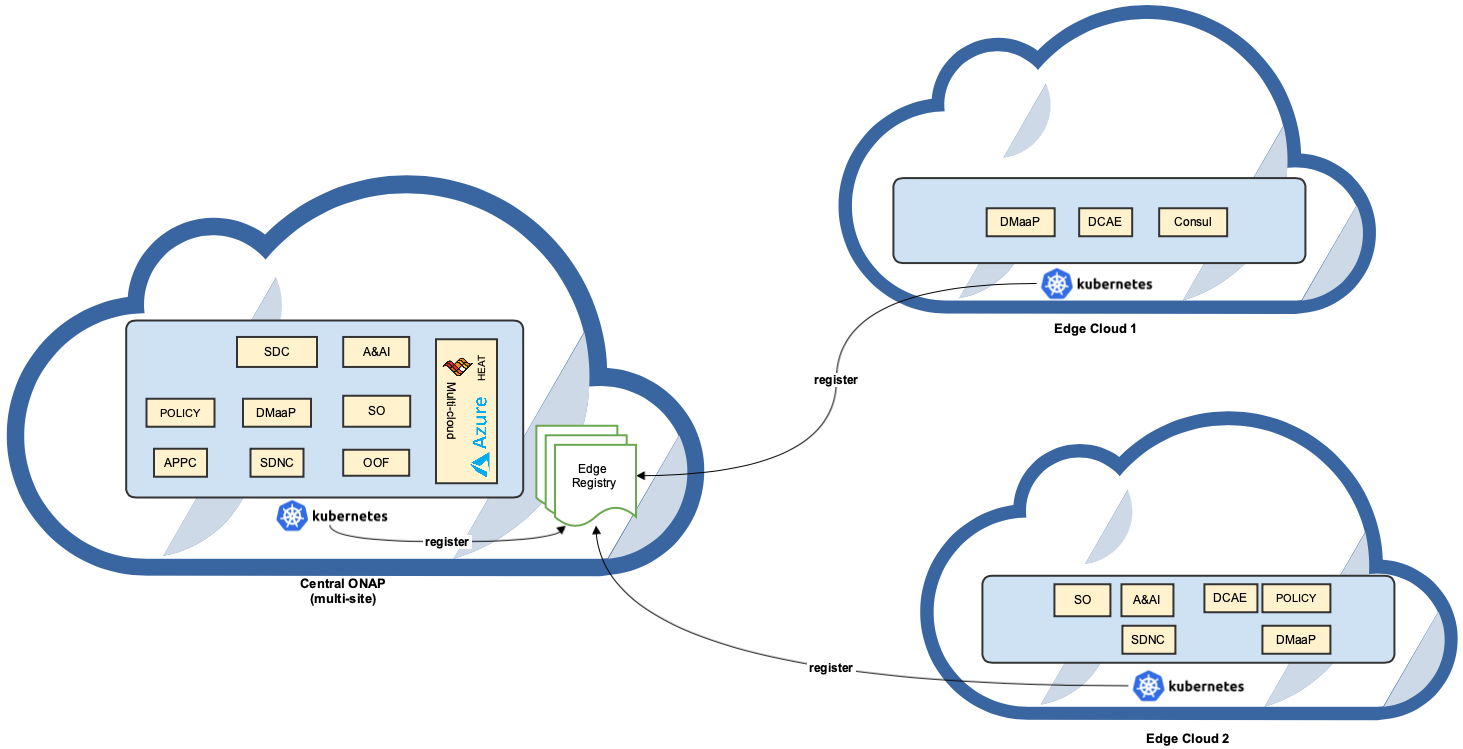 DMaaP
DCAE
Consul
kubernetes
Edge Cloud 1
SDC
A&AI
HEAT
Multi-cloud
Azure
POLICY
DMaaP
SO
APPC
SDNC
OOF
kubernetes
register
Edge
Registry
register
Central ONAP
(multi-site)
SO
A&AI
DCAE
POLICY
SDNC
DMaaP
register
kubernetes
Edge Cloud 2